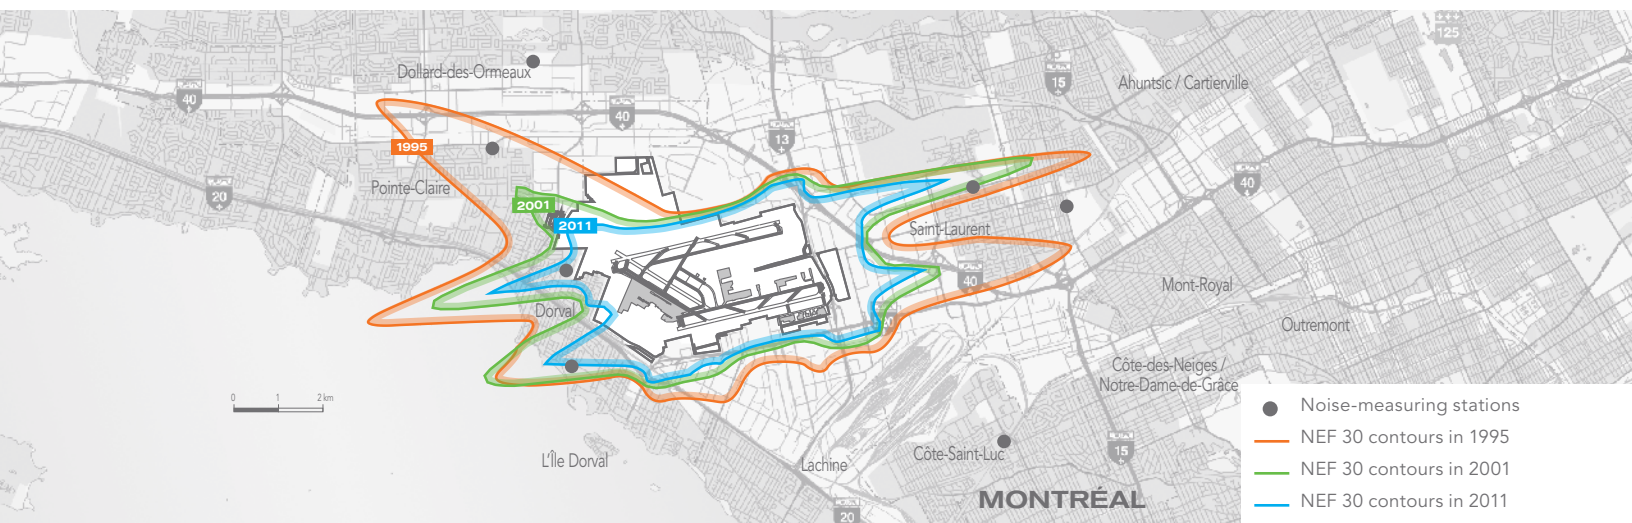 125
Dollard-des-Ormeaux
15
Ahuntsic / Cartierville
40
40
13
1995
Pointe-Claire
20
40
2001
2011
Saint-Laurent
40
Mont-Royal
Dorval
20
Outremont
Côte-des-Neiges /
Notre-Dame-de-Grâce
0 1 2 km
Noise-measuring stations
NEF 30 contours in 1995
NEF 30 contours in 2001
NEF 30 contours in 2011
L'Île Dorval
Lachine
Côte-Saint-Luc
15
MONTRÉAL
20